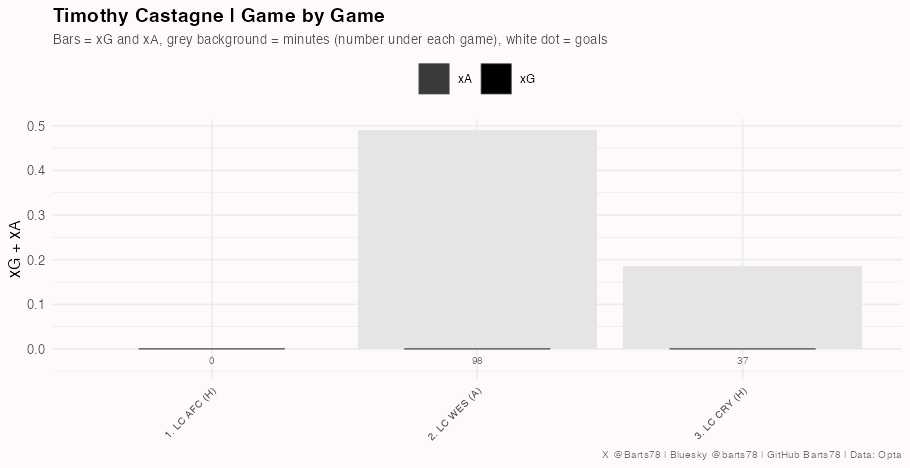 Timothy Castagne | Game by Game
Bars = xG and xA, grey background = minutes (number under each game), white dot = goals
xA xG
xG + xA
0.5
0.4
0.3
0.2
0.1
0.0
0 98 37
1. LC AFC (H) 2. LC WES (A) 3. LC CRY (H)
X @Barts78 | Bluesky @barts78 | GitHub Barts78 | Data: Opta